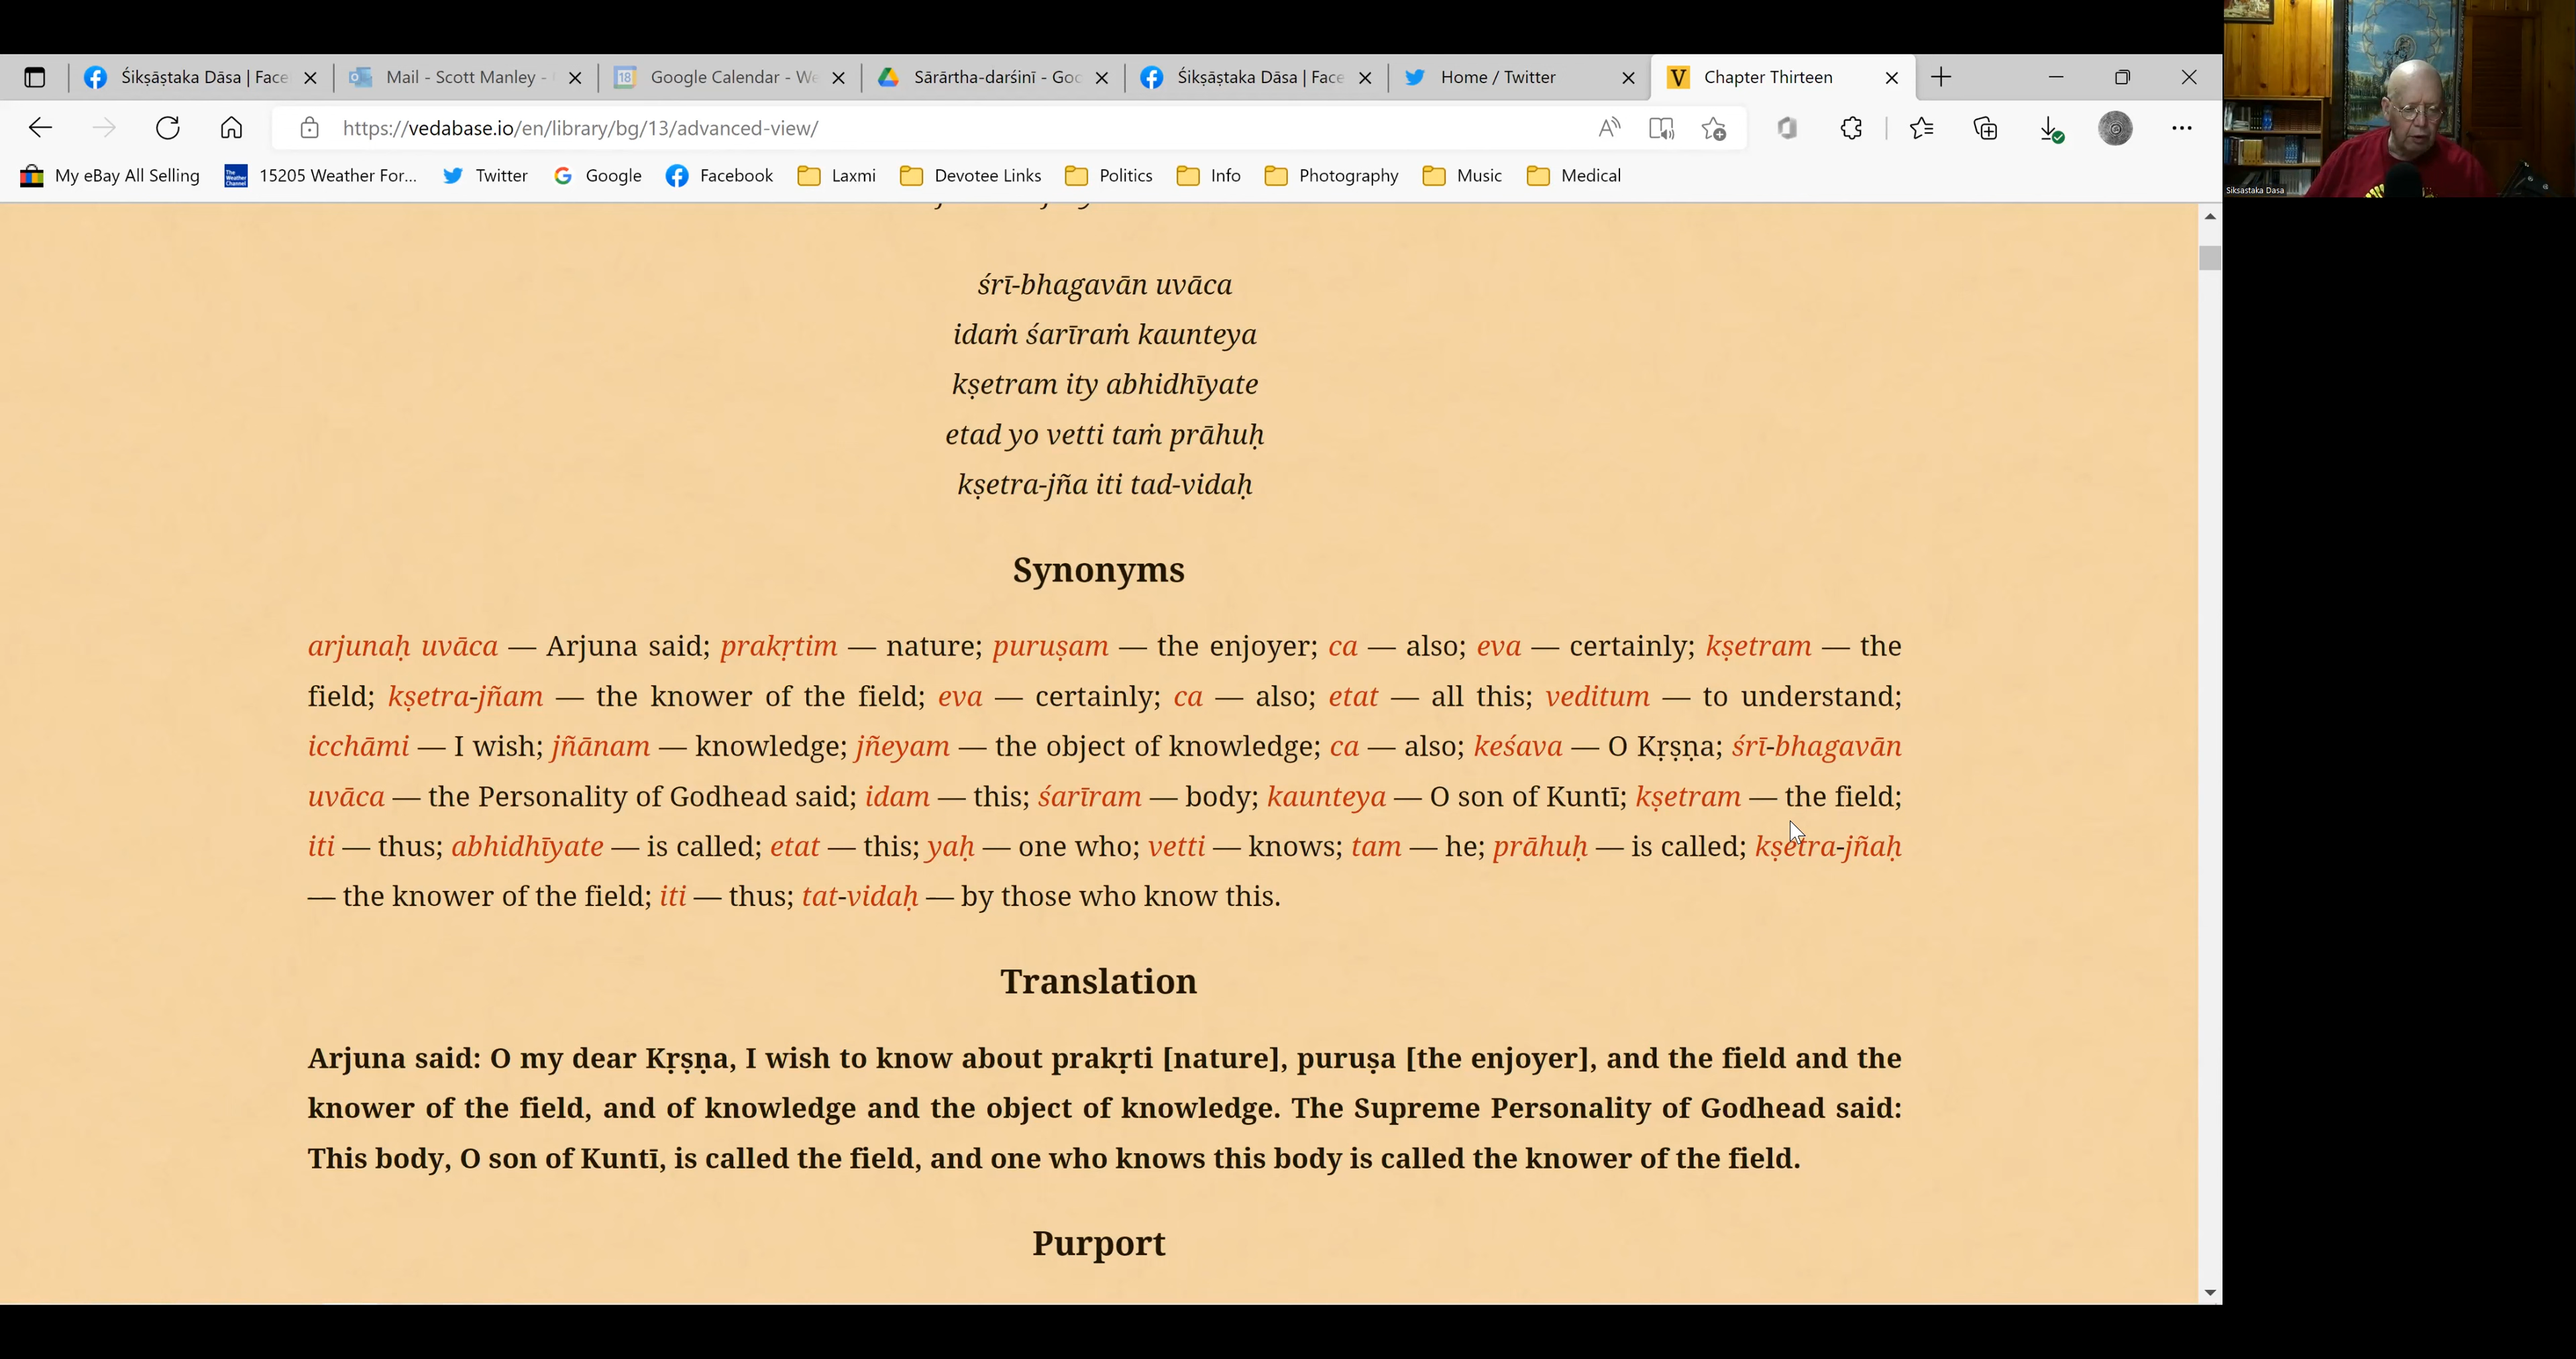 Śikṣāṣṭaka Dāsa | Face
Mail - Scott Manley -
Google Calendar - We
Sārārtha-darśinī - Goo
Śikṣāṣṭaka Dāsa | Face
Home / Twitter
Chapter Thirteen
https://vedabase.io/en/library/bg/13/advanced-view/
My eBay All Selling
15205 Weather For...
Twitter
Google
Facebook
Laxmi
Devotee Links
Politics
Info
Photography
Music
Medical
Siksastaka Dasa
śrī-bhagavān uvāca
idaṁ śarīraṁ kaunteya
kṣetram ity abhidhīyate
etad yo vetti taṁ prāhuḥ
kṣetra-jña iti tad-vidaḥ
Synonyms
arjunaḥ uvāca — Arjuna said; prakṛtim — nature; puruṣam — the enjoyer; ca — also; eva — certainly; kṣetram — the
field; kṣetra-jñam — the knower of the field; eva — certainly; ca — also; etat — all this; veditum — to understand;
icchāmi — I wish; jñānam — knowledge; jñeyam — the object of knowledge; ca — also; keśava — O Kṛṣṇa; śrī-bhagavān
uvāca — the Personality of Godhead said; idam — this; śarīram — body; kaunteya — O son of Kuntī; kṣetram — the field;
iti — thus; abhidhīyate — is called; etat — this; yaḥ — one who; vetti — knows; tam — he; prāhuḥ — is called; kṣetra-jñaḥ
— the knower of the field; iti — thus; tat-vidaḥ — by those who know this.
Translation
Arjuna said: O my dear Kṛṣṇa, I wish to know about prakṛti [nature], puruṣa [the enjoyer], and the field and the
knower of the field, and of knowledge and the object of knowledge. The Supreme Personality of Godhead said:
This body, O son of Kuntī, is called the field, and one who knows this body is called the knower of the field.
Purport